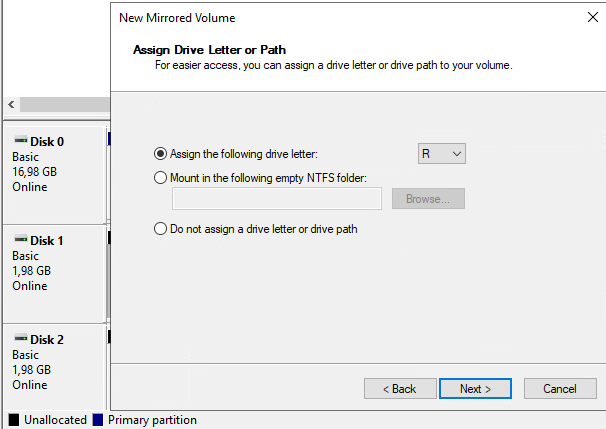 New Mirrored Volume
Assign Drive Letter or Path
For easier access, you can assign a drive letter or drive path to your volume.
Disk 0
Basic
16,98 GB
Online
Disk 1
Basic
1,98 GB
Online
Disk 2
Basic
1,98 GB
Online
Assign the following drive letter: R
Mount in the following empty NTFS folder:
Browse...
Do not assign a drive letter or drive path
< Back Next > Cancel
Unallocated Primary partition